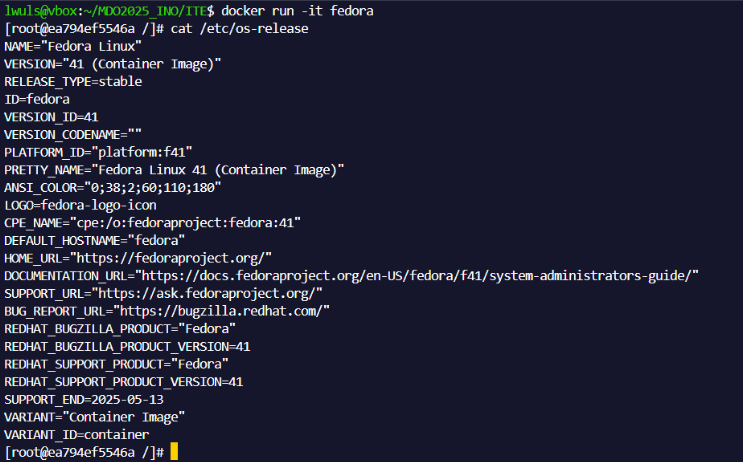 lwuls@vbox:~/MDO2025_INO/ITE$ docker run -it fedora
[root@ea794ef5546a /]# cat /etc/os-release
NAME="Fedora Linux"
VERSION="41 (Container Image)"
RELEASE_TYPE=stable
ID=fedora
VERSION_ID=41
VERSION_CODENAME=""
PLATFORM_ID="platform:f41"
PRETTY_NAME="Fedora Linux 41 (Container Image)"
ANSI_COLOR="0;38;2;60;110;180"
LOGO=fedora-logo-icon
CPE_NAME="cpe:/o:fedoraproject:fedora:41"
DEFAULT_HOSTNAME="fedora"
HOME_URL="https://fedoraproject.org/"
DOCUMENTATION_URL="https://docs.fedoraproject.org/en-US/fedora/f41/system-administrators-guide/"
SUPPORT_URL="https://ask.fedoraproject.org/"
BUG_REPORT_URL="https://bugzilla.redhat.com/"
REDHAT_BUGZILLA_PRODUCT="Fedora"
REDHAT_BUGZILLA_PRODUCT_VERSION=41
REDHAT_SUPPORT_PRODUCT="Fedora"
REDHAT_SUPPORT_PRODUCT_VERSION=41
SUPPORT_END=2025-05-13
VARIANT="Container Image"
VARIANT_ID=container
[root@ea794ef5546a /]#